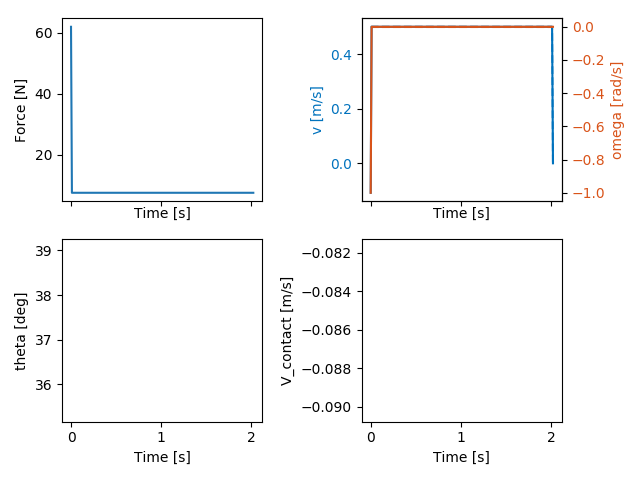 60
40
20
Force [N]
Time [s]
0.4
0.2
0.0
v [m/s]
Time [s]
0.0
−0.2
−0.4
−0.6
−0.8
−1.0
omega [rad/s]
39
38
37
36
theta [deg]
0 1 2
Time [s]
−0.082
−0.084
−0.086
−0.088
−0.090
V_contact [m/s]
0 1 2
Time [s]